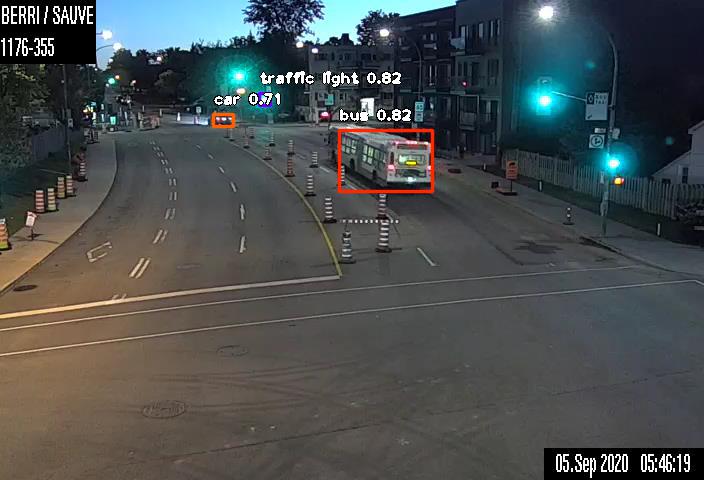 BERRI / SAUVE
1176-355
traffic light 0.82
car 0.71
bus 0.82
05.Sep 2020 05:46:19